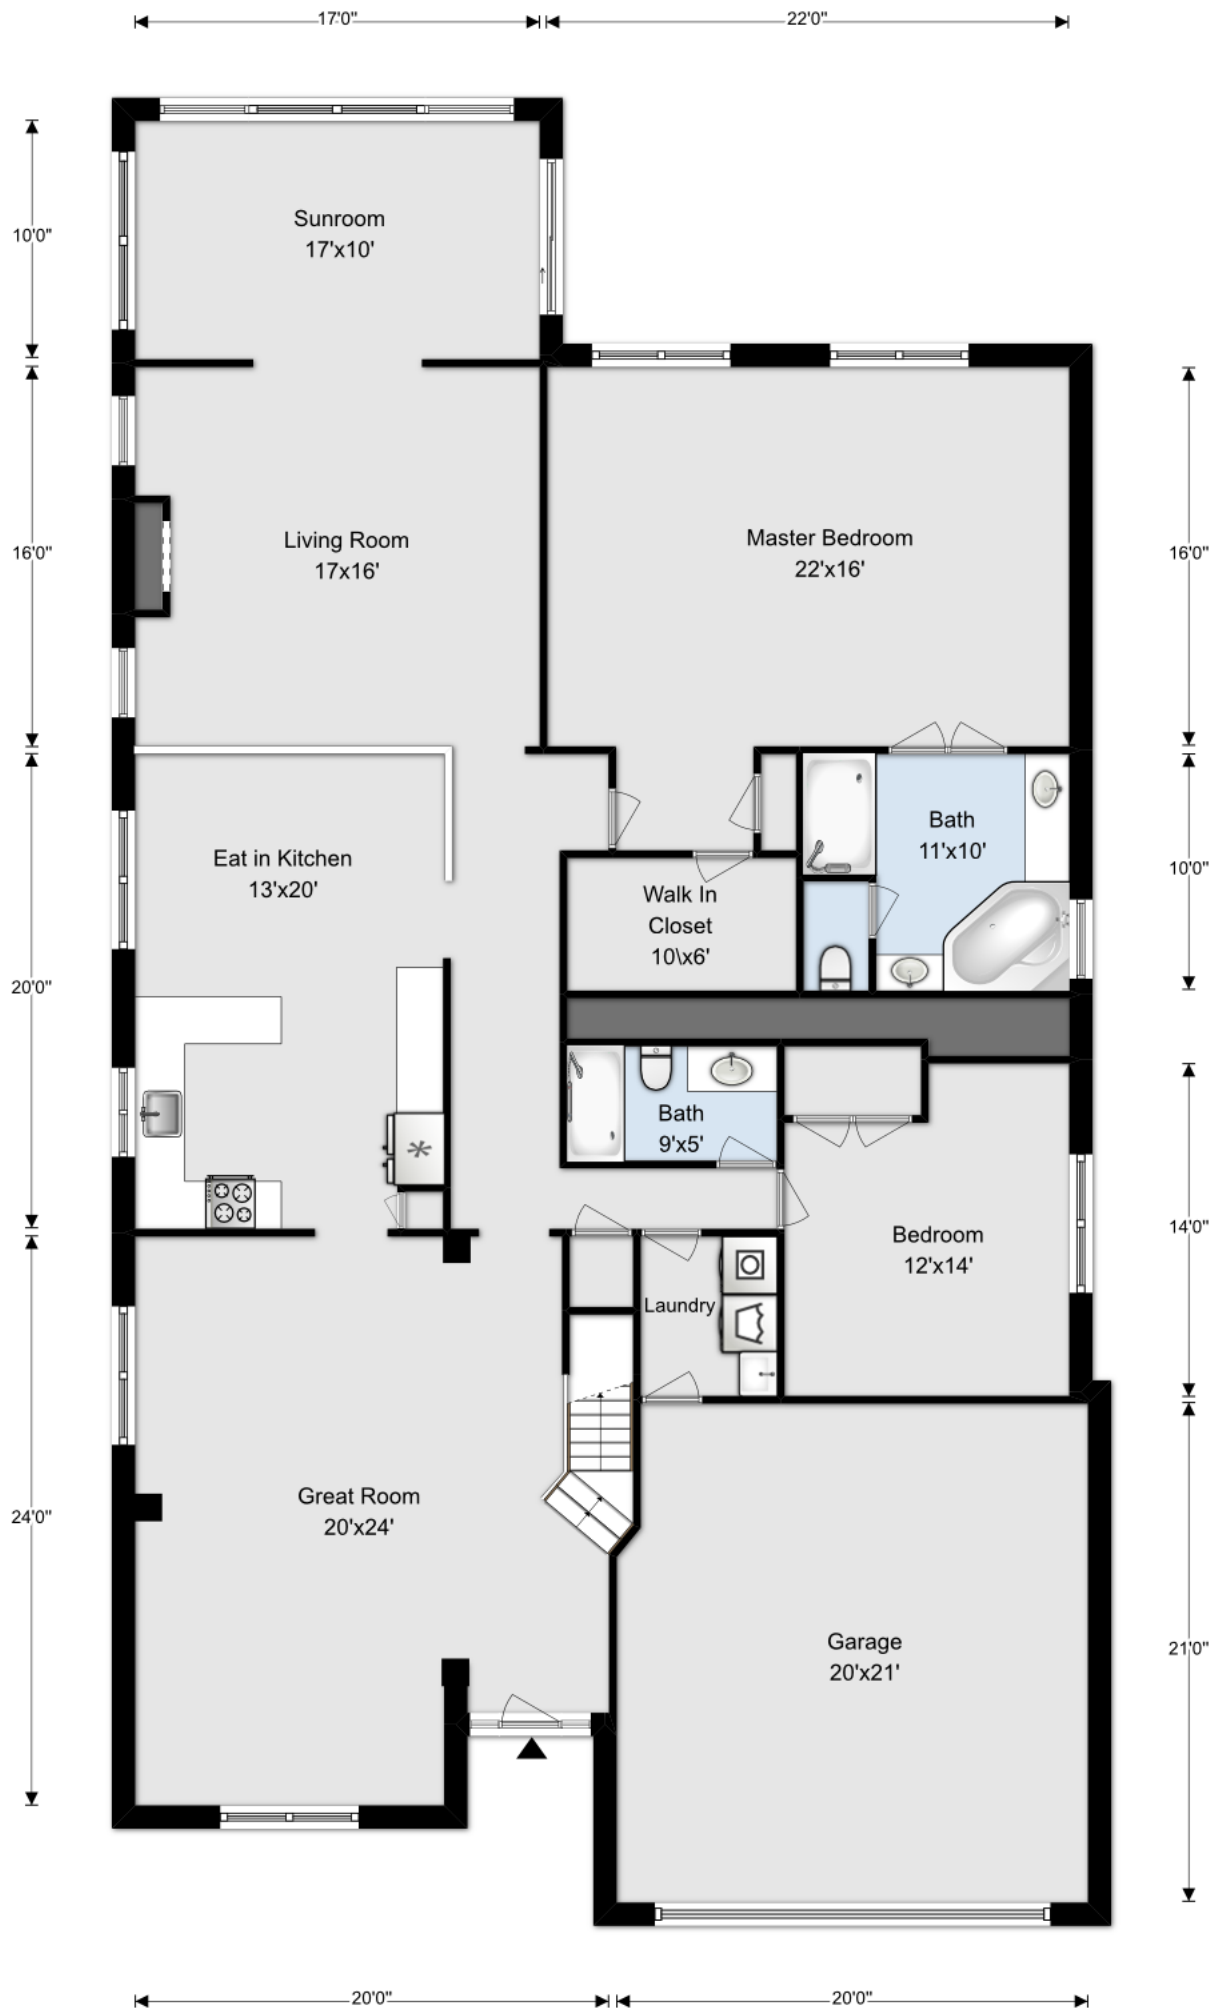 17'0"
22'0"
10'0"
Sunroom
17'x10'
16'0"
Living Room
17x16'
Master Bedroom
22'x16'
16'0"
Eat in Kitchen
13'x20'
Walk In
Closet
10\x6'
Bath
11'x10'
10'0"
20'0"
Bath
9'x5'
*
Bedroom
12'x14'
14'0"
Laundry
Great Room
20'x24'
24'0"
Garage
20'x21'
21'0"
20'0"
20'0"